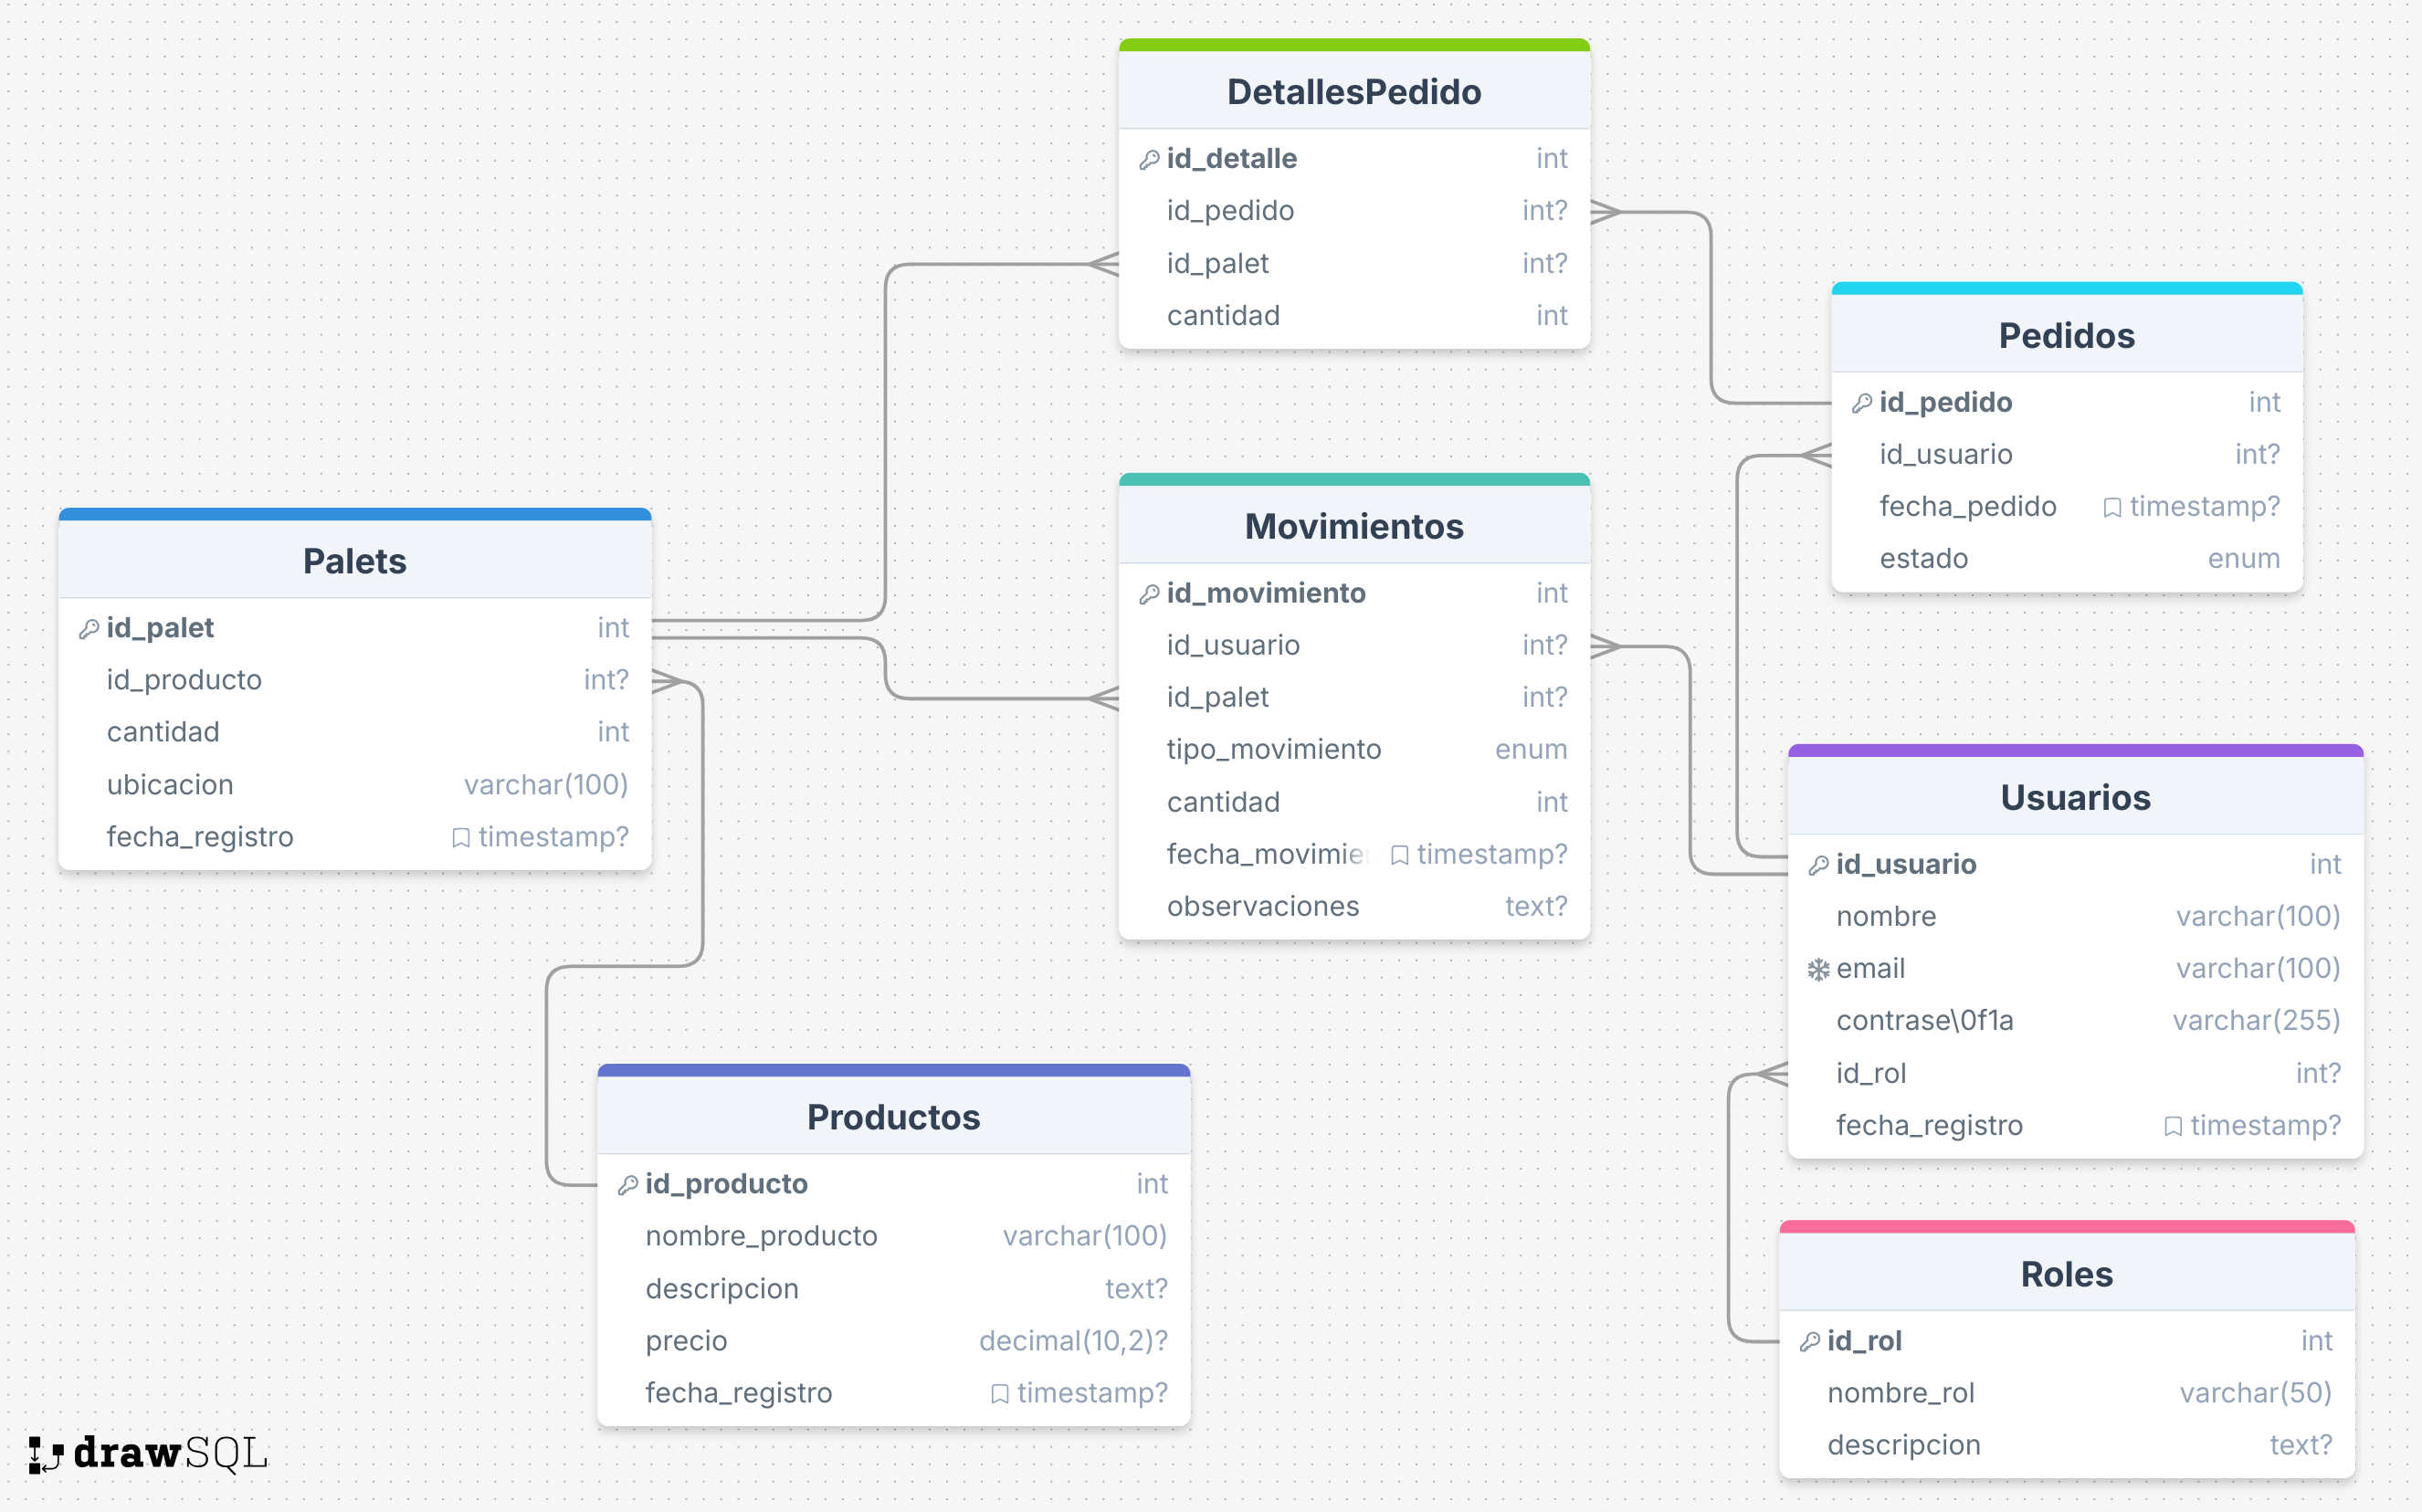 DetallesPedido
id_detalle int
id_pedido int?
id_palet int?
cantidad int
Pedidos
id_pedido int
id_usuario int?
fecha_pedido timestamp?
estado enum
Movimientos
id_movimiento int
id_usuario int?
id_palet int?
tipo_movimiento enum
cantidad int
fecha_movimie timestamp?
observaciones text?
Palets
id_palet int
id_producto int?
cantidad int
ubicacion varchar(100)
fecha_registro timestamp?
Usuarios
id_usuario int
nombre varchar(100)
email varchar(100)
contrase\0f1a varchar(255)
id_rol int?
fecha_registro timestamp?
Productos
id_producto int
nombre_producto varchar(100)
descripcion text?
precio decimal(10,2)?
fecha_registro timestamp?
Roles
id_rol int
nombre_rol varchar(50)
descripcion text?
drawSQL